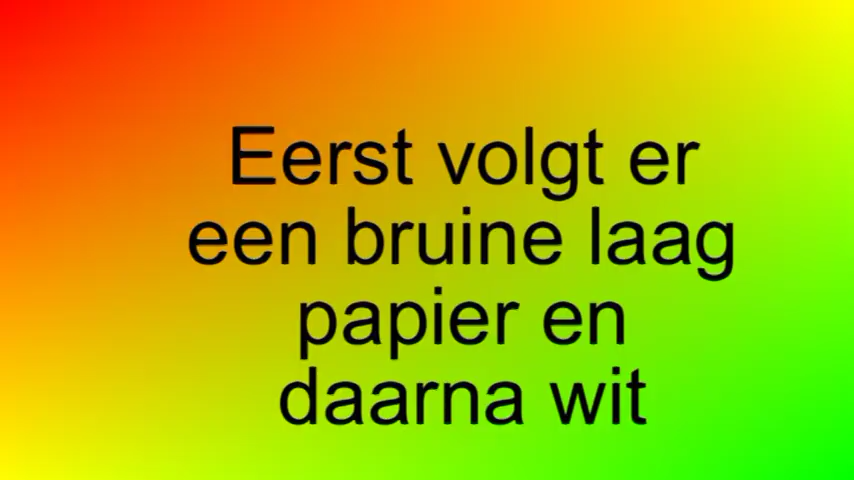 Eerst volgt er
een bruine laag
papier en
daarna wit